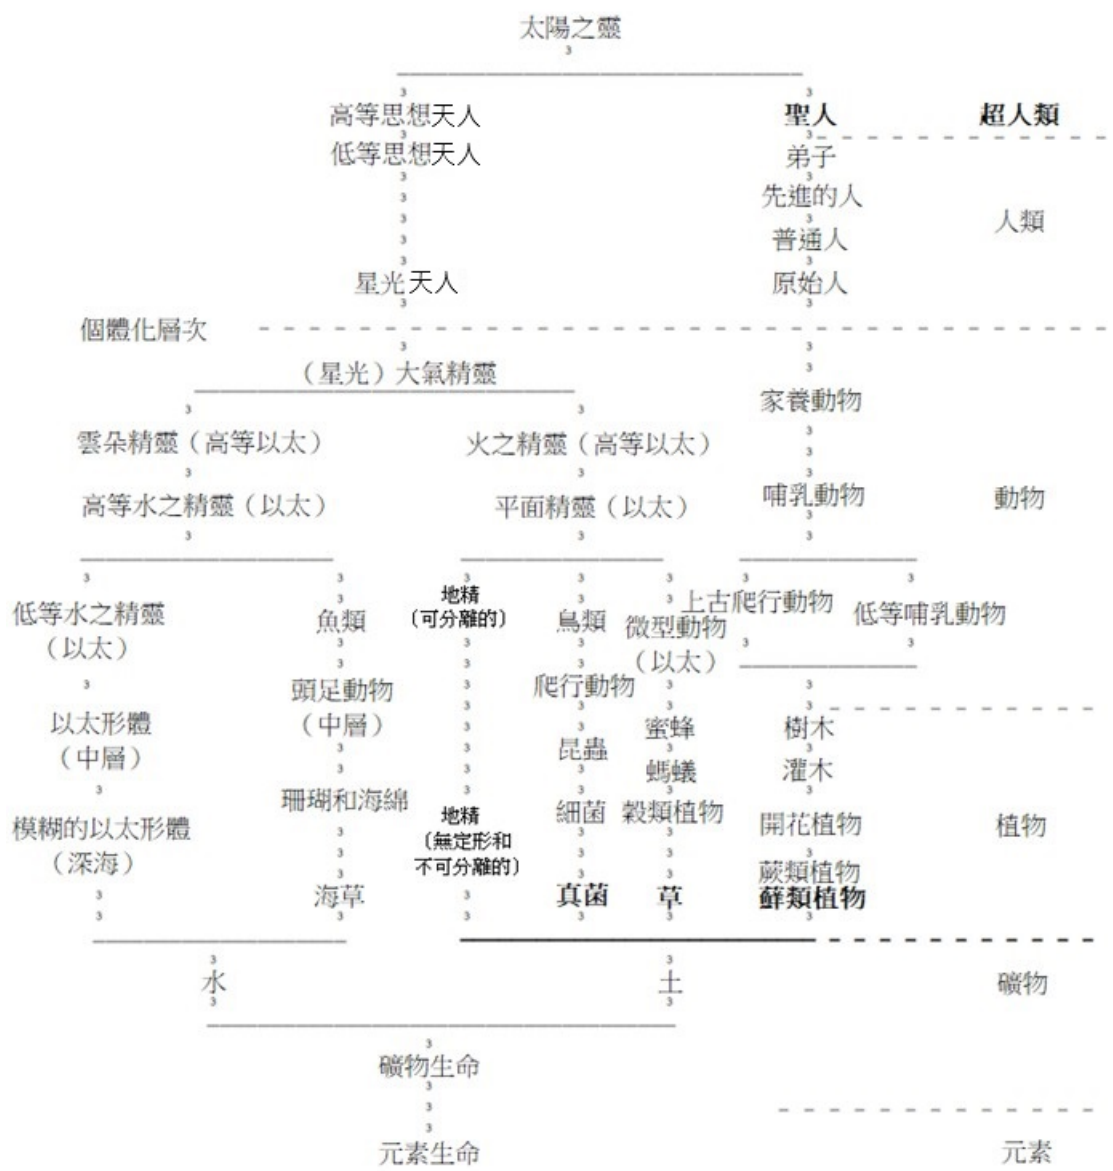 太陽之靈
高等思想天人
聖人
超人類
低等思想天人
弟子
先進的人
人類
普通人
星光天人
原始人
個體化層次
（星光）大氣精靈
家養動物
雲朵精靈（高等以太）
火之精靈（高等以太）
高等水之精靈（以太）
平面精靈（以太）
哺乳動物
動物
低等水之精靈
（以太）
魚類
地精
（可分離的）
鳥類
微型動物
（以太）
上古爬行動物
低等哺乳動物
以太形體
（中層）
頭足動物
（中層）
爬行動物
昆蟲
蜜蜂
螞蟻
樹木
灌木
模糊的以太形體
（深海）
珊瑚和海綿
地精
（無定形和
不可分離的）
細菌
穀類植物
開花植物
植物
蕨類植物
海草
真菌
草
蘚類植物
水
土
礦物
礦物生命
元素生命
元素